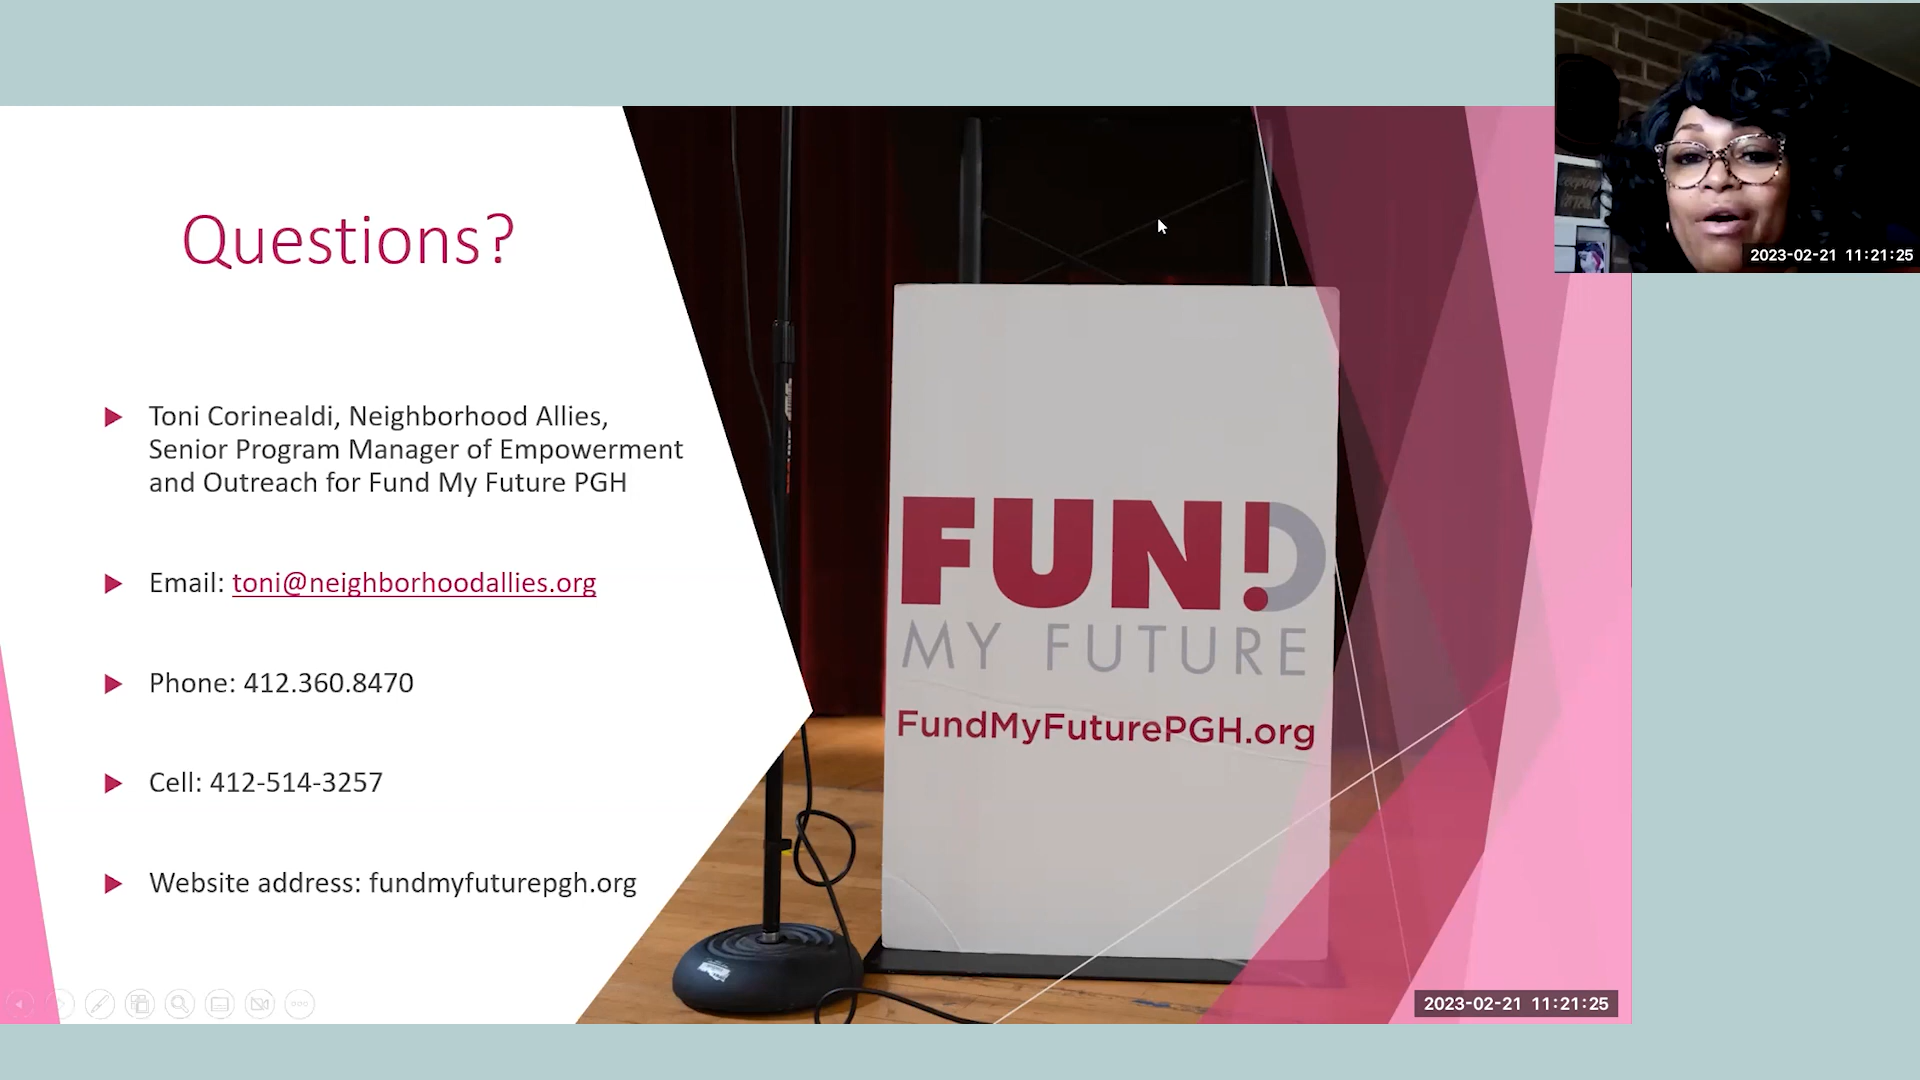 2023-02-21 11:21:25
Questions?
Toni Corinealdi, Neighborhood Allies,
Senior Program Manager of Empowerment
and Outreach for Fund My Future PGH
Email: toni@neighborhoodallies.org
Phone: 412.360.8470
Cell: 412-514-3257
Website address: fundmyfuturepgh.org
FUN!D
MY FUTURE
FundMyFuturePGH.org
2023-02-21 11:21:25